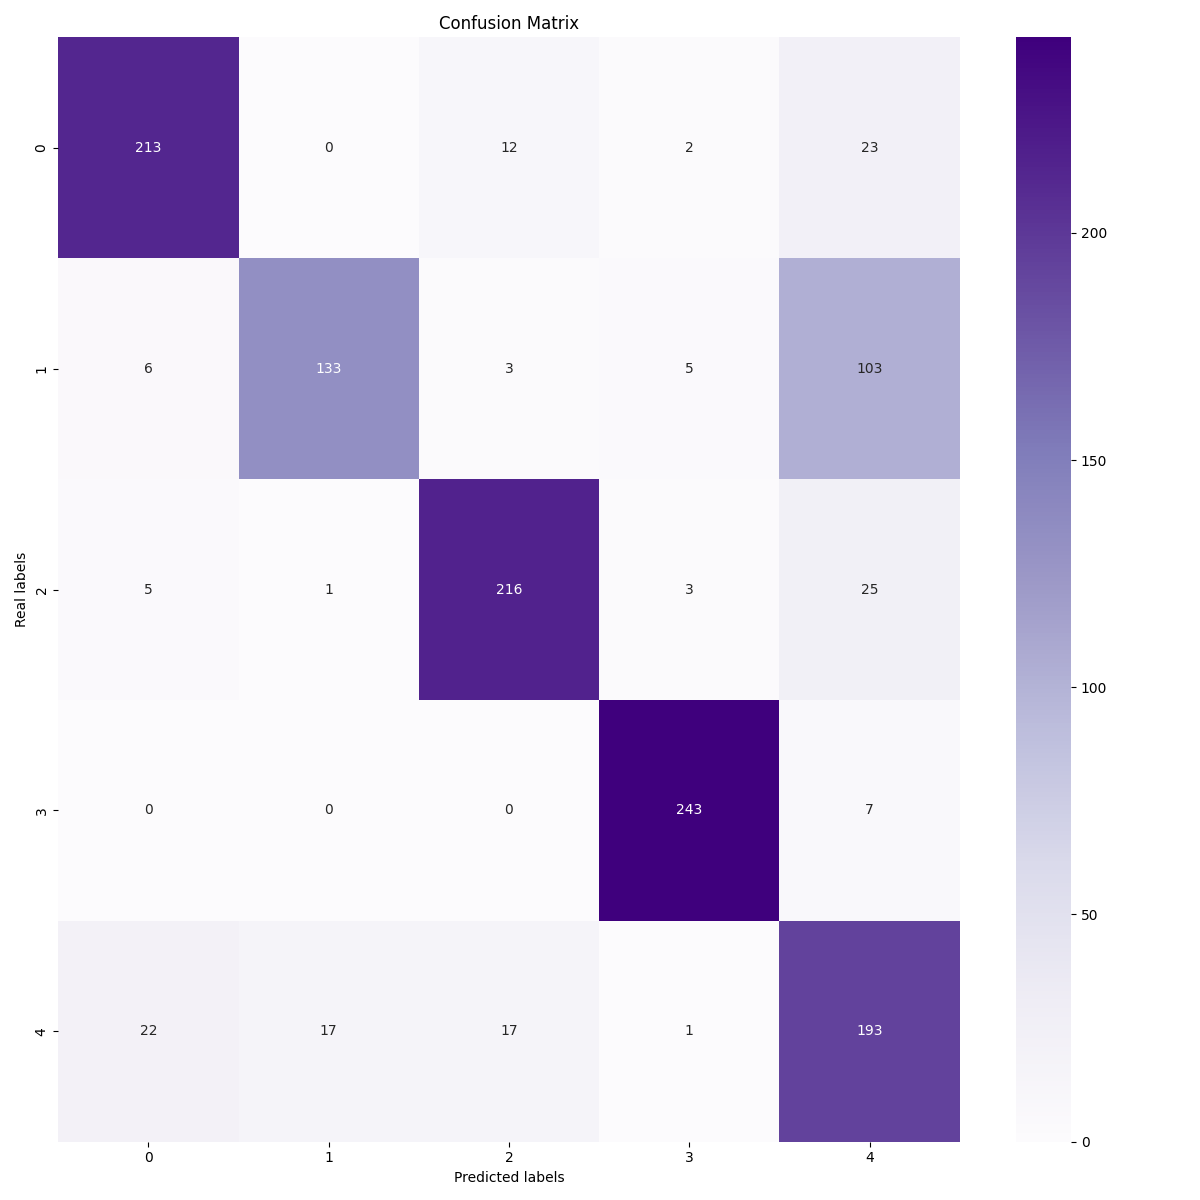 Confusion Matrix
0 213 0 12 2 23
1 6 133 3 5 103
2 5 1 216 3 25
3 0 0 0 243 7
4 22 17 17 1 193
0 1 2 3 4
Predicted labels
Real labels
200
150
100
50
0